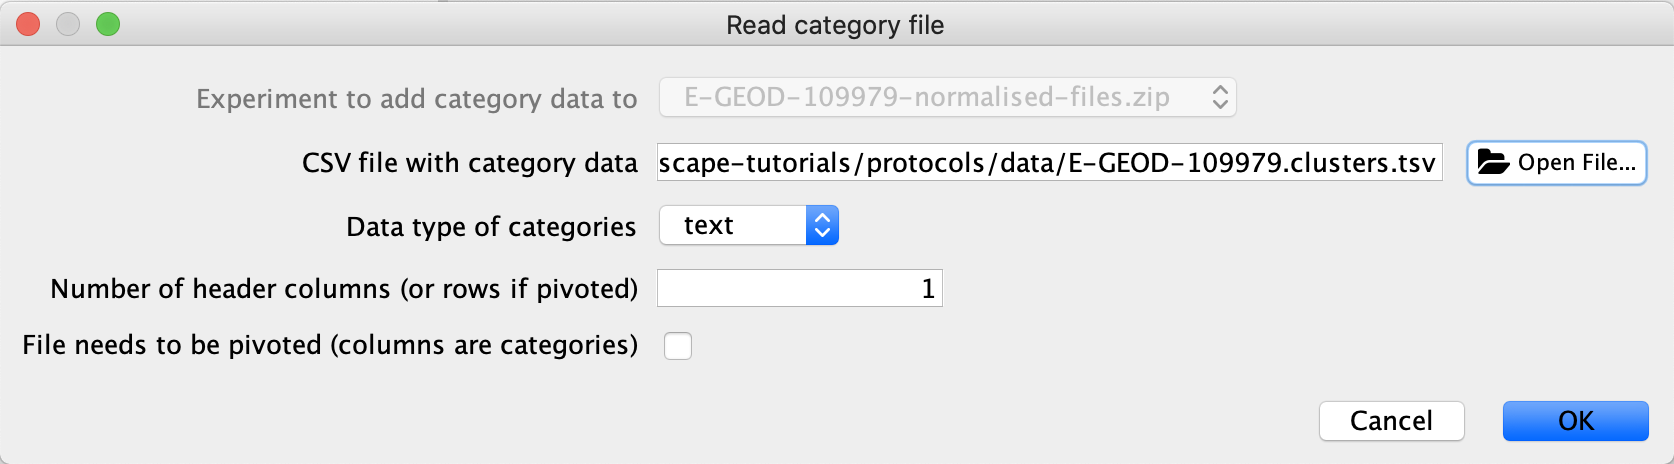 Read category file
Experiment to add category data to E-GEOD-109979-normalised-files.zip
CSV file with category data scape-tutorials/protocols/data/E-GEOD-109979.clusters.tsv Open File...
Data type of categories text
Number of header columns (or rows if pivoted) 1
File needs to be pivoted (columns are categories)
Cancel OK